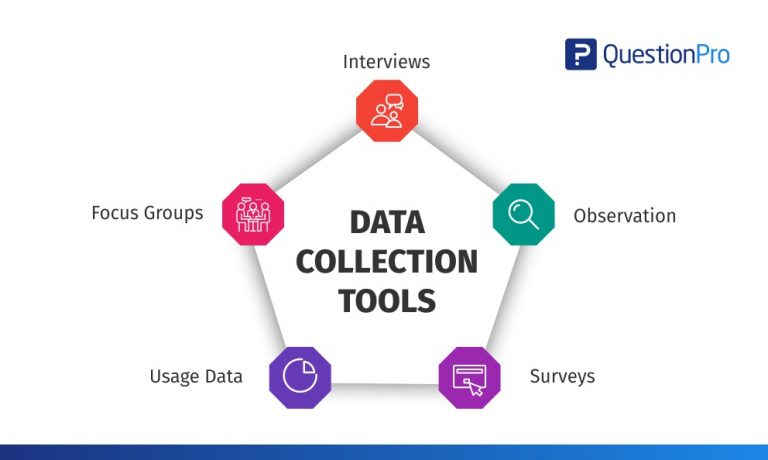 QuestionPro
Interviews
Focus Groups
Observation
DATA
COLLECTION
TOOLS
Usage Data
Surveys